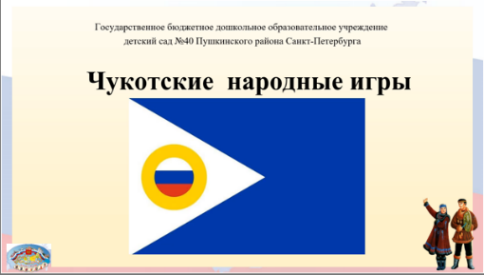 Государственное бюджетное дошкольное образовательное учреждение
детский сад №40 Пушкинского района Санкт-Петербурга
Чукотские народные игры